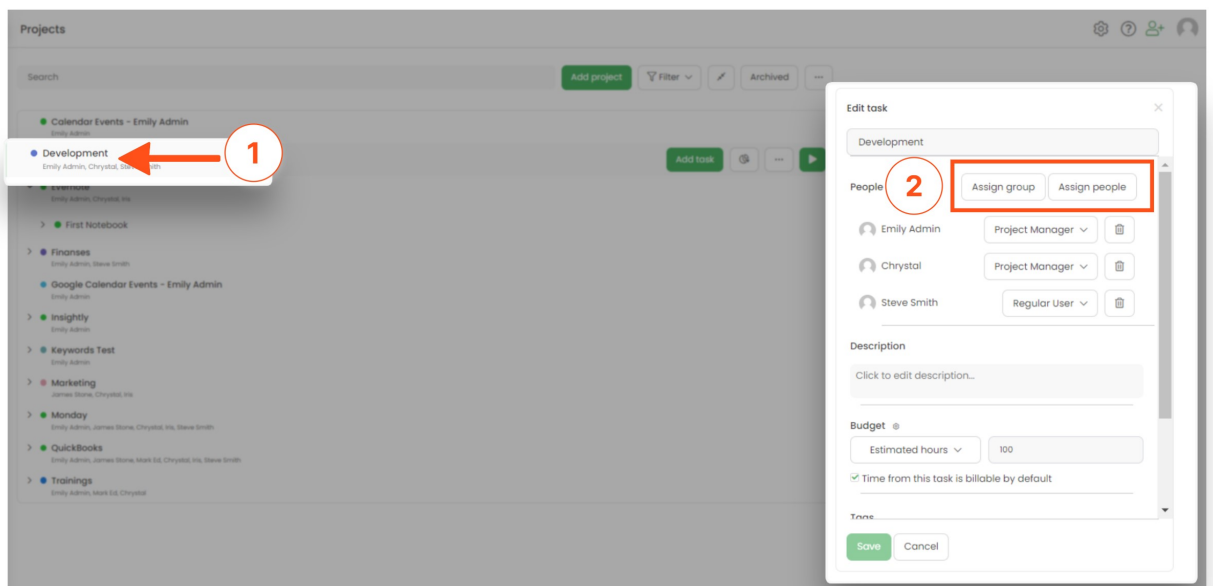 Projects
Search
Add project
Filter
Archived
Calendar Events - Emily Admin
Emily Admin
Development
Emily Admin, Chrystal, Steve Smith
1
Add task
Evernote
Emily Admin, Chrystal, Iris
First Notebook
Finanses
Emily Admin, Steve Smith
Google Calendar Events - Emily Admin
Emily Admin
Insightly
Emily Admin
Keywords Test
Emily Admin
Marketing
James Stone, Chrystal, Iris
Monday
Emily Admin, James Stone, Chrystal, Iris, Steve Smith
QuickBooks
Emily Admin, James Stone, Mark Ed, Chrystal, Iris, Steve Smith
Trainings
Emily Admin, Mark Ed, Chrystal
Edit task
Development
People
2
Assign group
Assign people
Emily Admin
Project Manager
Chrystal
Project Manager
Steve Smith
Regular User
Description
Click to edit description...
Budget
Estimated hours
100
Time from this task is billable by default
Tags
Save
Cancel